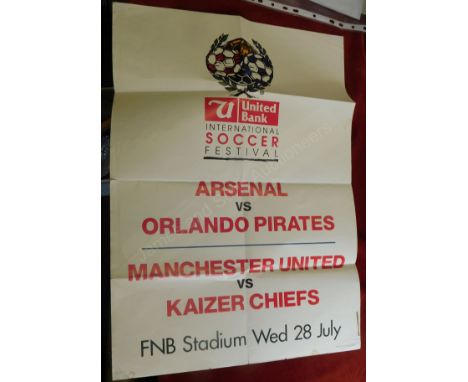 United
Bank
INTERNATIONAL
SOCCER
FESTIVAL
ARSENAL
VS
ORLANDO PIRATES
MANCHESTER UNITED
VS
KAIZER CHIEFS
FNB Stadium Wed 28 July